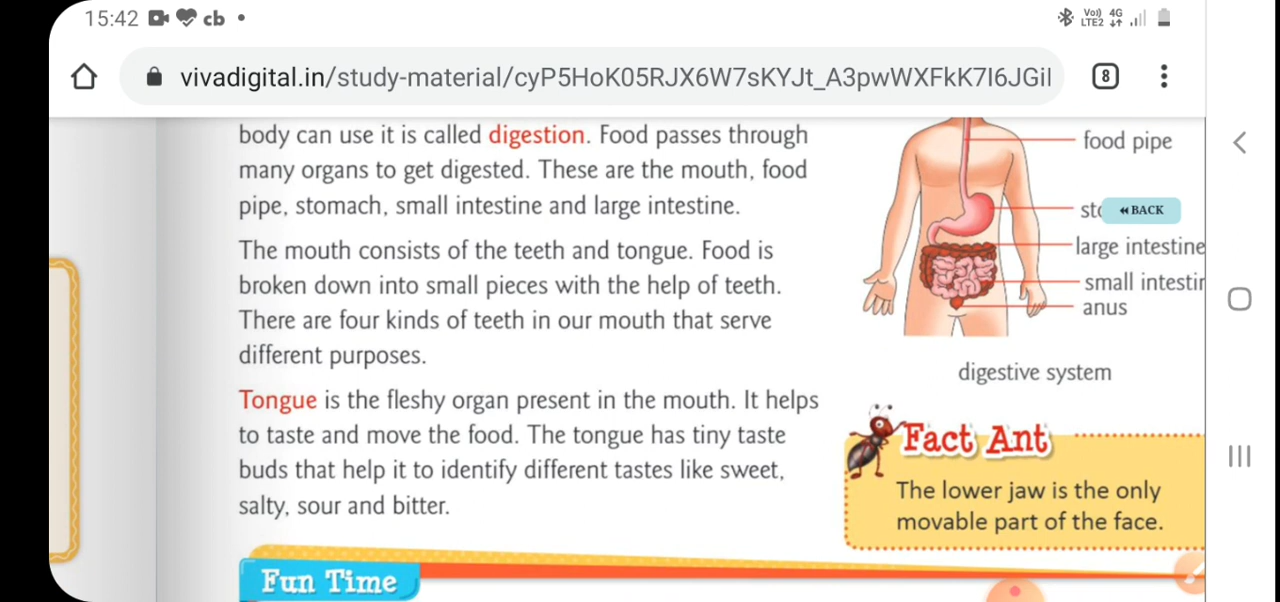 15:42 cb
Vo)) 4G
LTE2
vivadigital.in/study-material/cyP5HoK05RJX6W7sKYJt_A3pwWXFkK7I6JGil
8
body can use it is called digestion. Food passes through
many organs to get digested. These are the mouth, food
pipe, stomach, small intestine and large intestine.
The mouth consists of the teeth and tongue. Food is
broken down into small pieces with the help of teeth.
There are four kinds of teeth in our mouth that serve
different purposes.
Tongue is the fleshy organ present in the mouth. It helps
to taste and move the food. The tongue has tiny taste
buds that help it to identify different tastes like sweet,
salty, sour and bitter.
food pipe
BACK
large intestine
small intestin
anus
digestive system
Fact Ant
The lower jaw is the only
movable part of the face.
Fun Time